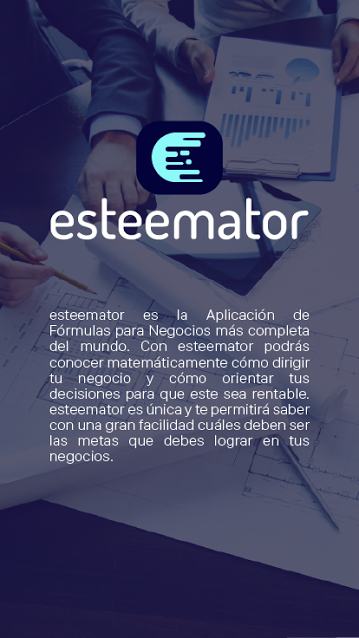 esteemator
esteemator es la Aplicación de
Fórmulas para Negocios más completa
del mundo. Con esteemator podrás
conocer matemáticamente cómo dirigir
tu negocio y cómo orientar tus
decisiones para que este sea rentable.
esteemator es única y te permitirá saber
con una gran facilidad cuáles deben ser
las metas que debes lograr en tus
negocios.